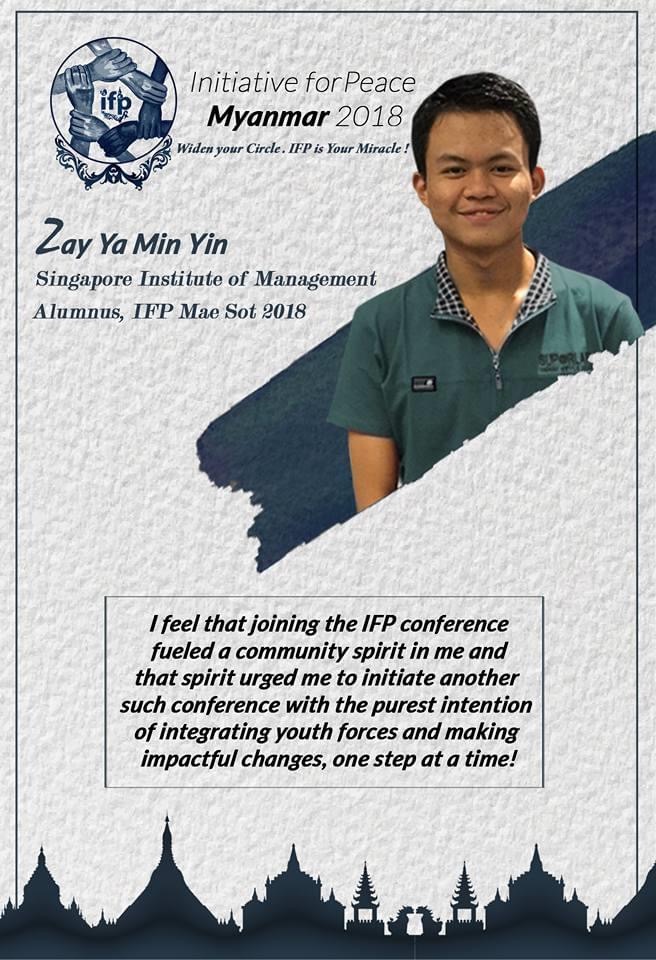 ifp
Initiative for Peace
Myanmar 2018
Widen your Circle. IFP is Your Miracle!
Zay Ya Min Yin
Singapore Institute of Management
Alumnus, IFP Mae Sot 2018
I feel that joining the IFP conference
fueled a community spirit in me and
that spirit urged me to initiate another
such conference with the purest intention
of integrating youth forces and making
impactful changes, one step at a time!